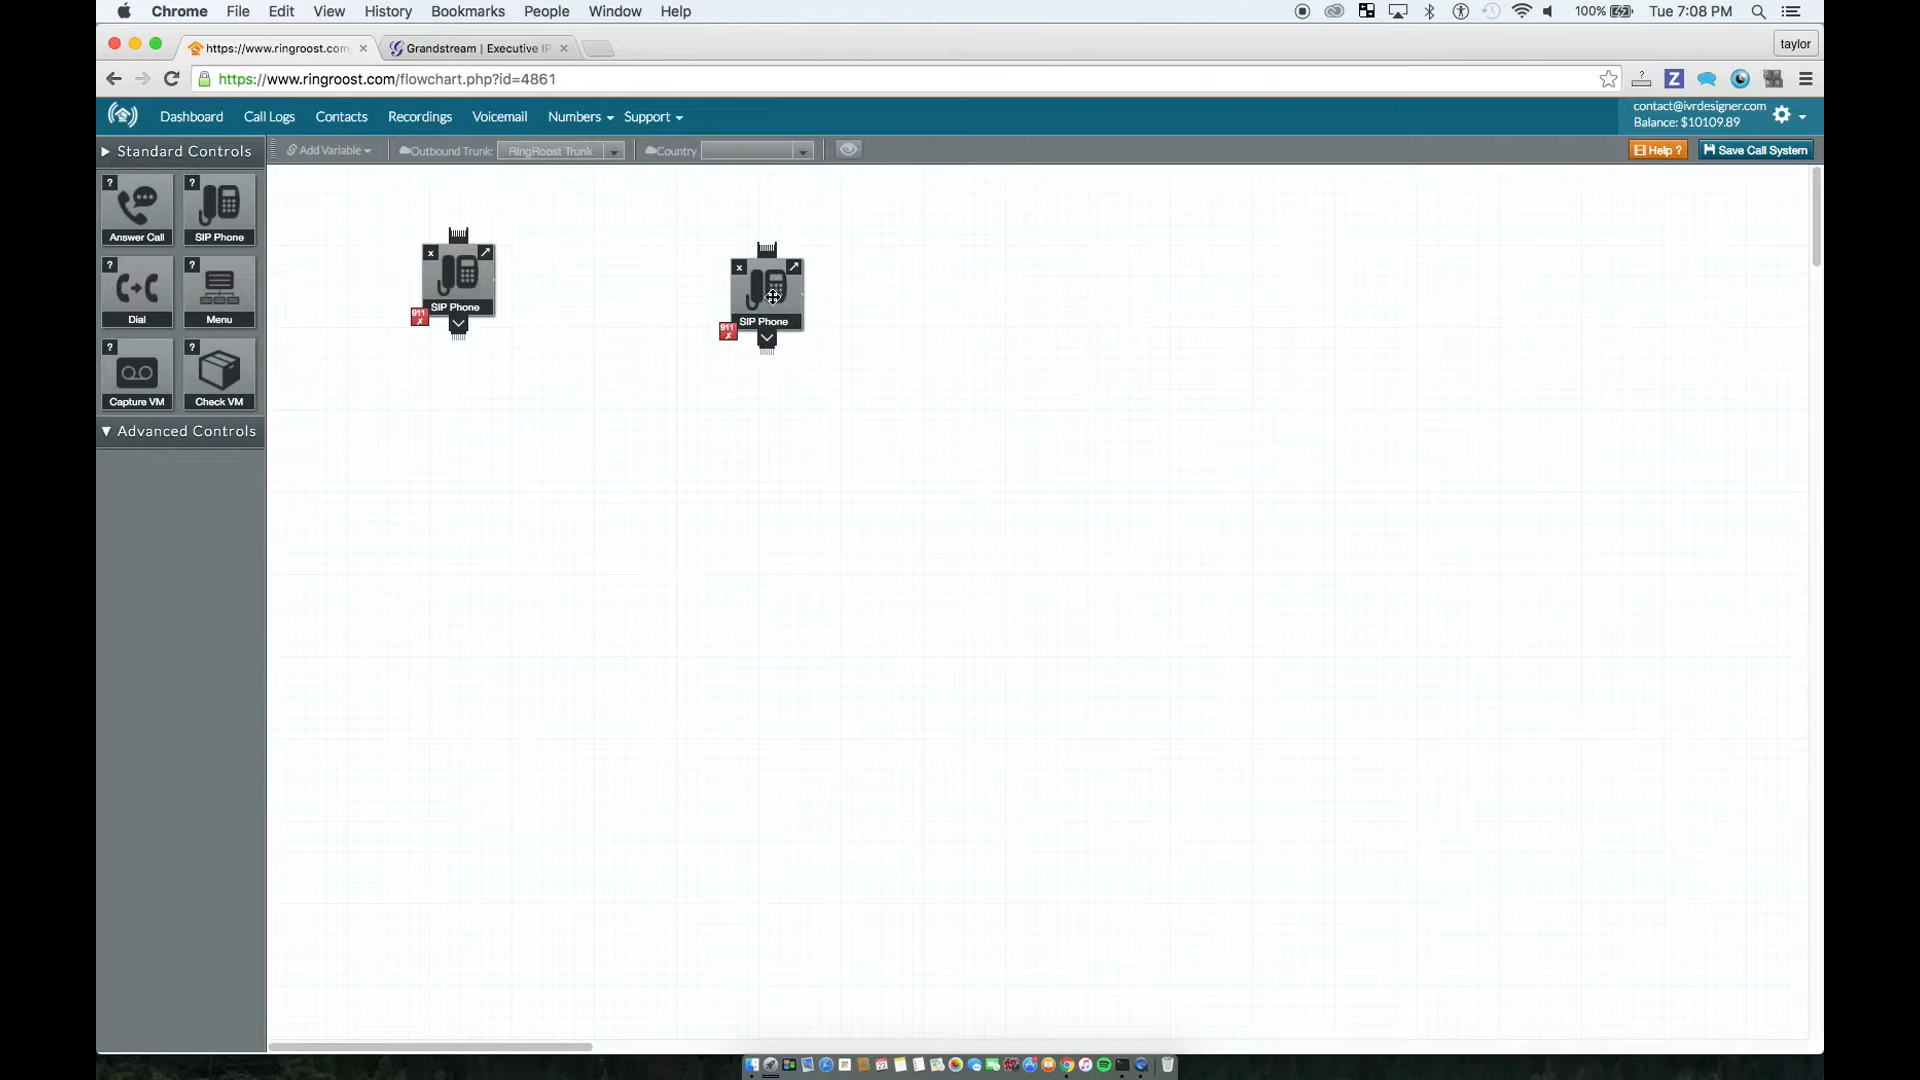 Chrome File Edit View History Bookmarks People Window Help 100% Tue 7:08 PM
https://www.ringroost.com x Grandstream | Executive IP x taylor
https://www.ringroost.com/flowchart.php?id=4861
Dashboard Call Logs Contacts Recordings Voicemail Numbers Support contact@ivrdesigner.com
Balance: $10109.89
Standard Controls Add Variable Outbound Trunk: RingRoost Trunk Country Help ? Save Call System
? ?
Answer Call SIP Phone
? ?
Dial Menu
? ?
Capture VM Check VM
Advanced Controls
x
SIP Phone
911
x
x
SIP Phone
911
x
? Z